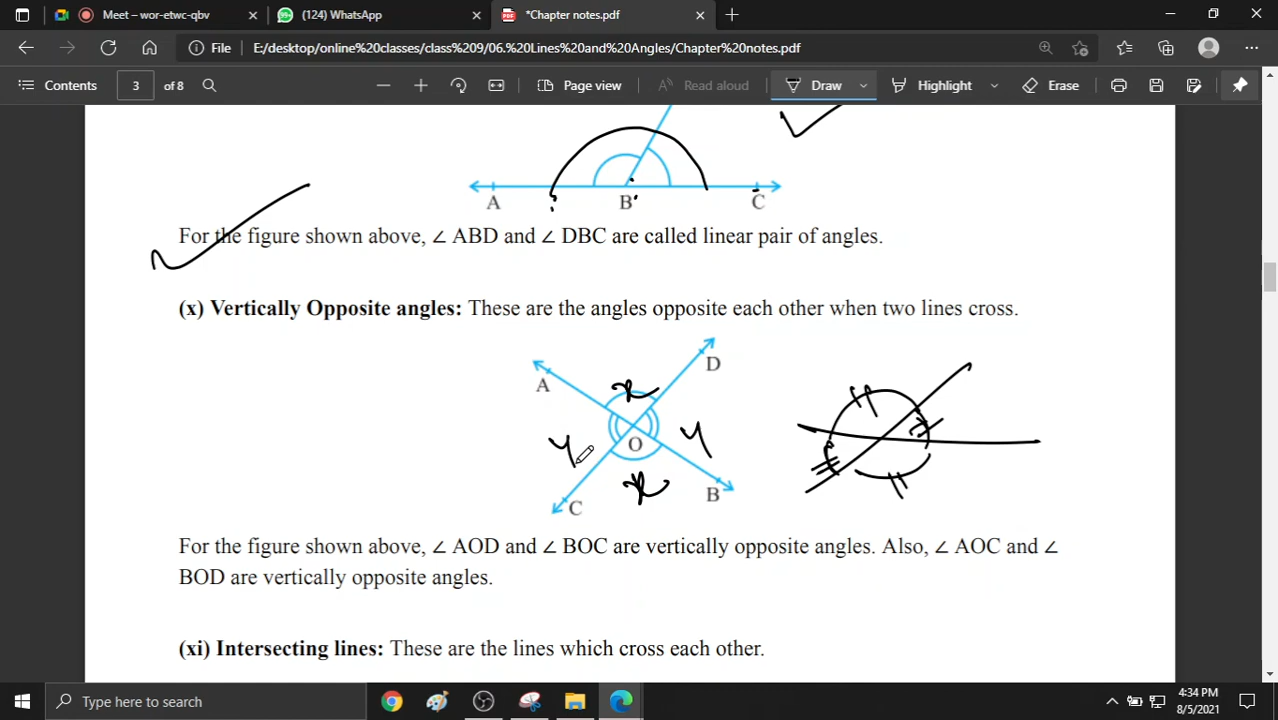 Meet – wor-etwc-qbv
(124) WhatsApp
*Chapter notes.pdf
File E:/desktop/online%20classes/class%209/06.%20Lines%20and%20Angles/Chapter%20notes.pdf
Contents 3 of 8 Page view Read aloud Draw Highlight Erase
A B C
For the figure shown above, ∠ ABD and ∠ DBC are called linear pair of angles.
(x) Vertically Opposite angles: These are the angles opposite each other when two lines cross.
D
A
x
O
y y
x
B
C
For the figure shown above, ∠ AOD and ∠ BOC are vertically opposite angles. Also, ∠ AOC and ∠
BOD are vertically opposite angles.
(xi) Intersecting lines: These are the lines which cross each other.
Type here to search
4:34 PM
8/5/2021